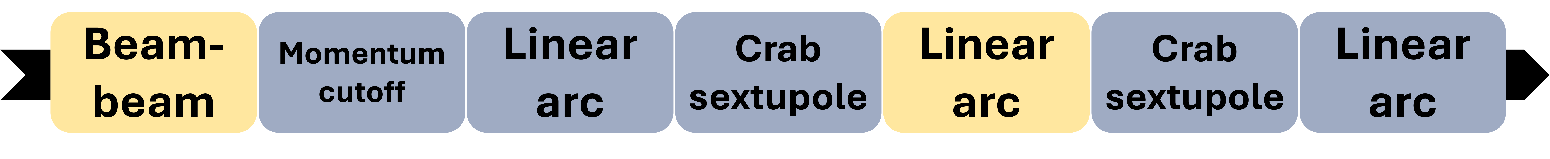 Beam-
beam
Momentum
cutoff
Linear
arc
Crab
sextupole
Linear
arc
Crab
sextupole
Linear
arc